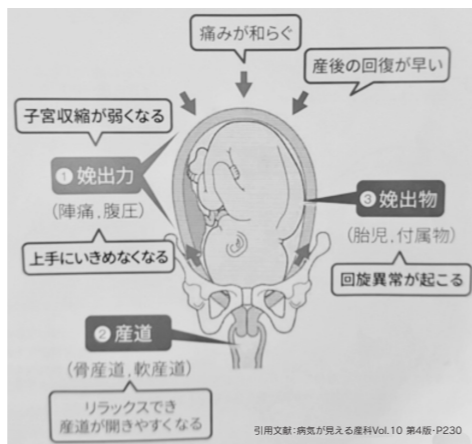 痛みが和らぐ
産後の回復が早い
子宮収縮が弱くなる
❶ 娩出力
(陣痛,腹圧)
上手にいきめなくなる
❸ 娩出物
(胎児,付属物)
回旋異常が起こる
❷ 産道
(骨産道,軟産道)
リラックスでき
産道が開きやすくなる
引用文献:病気が見える産科Vol.10 第4版-P230